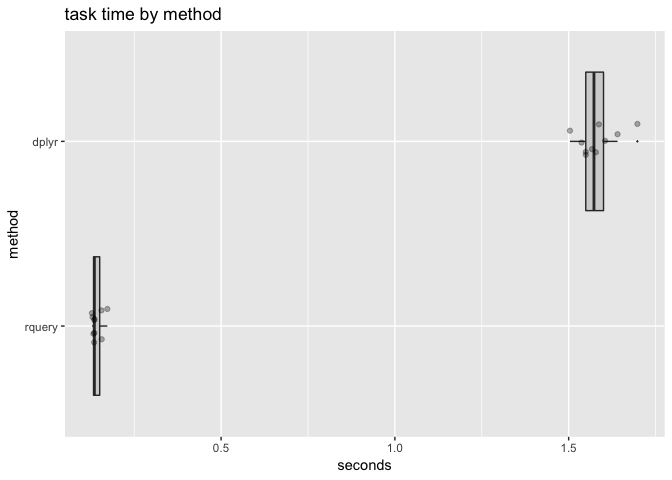 task time by method
method
dplyr
rquery
0.5
1.0
1.5
seconds